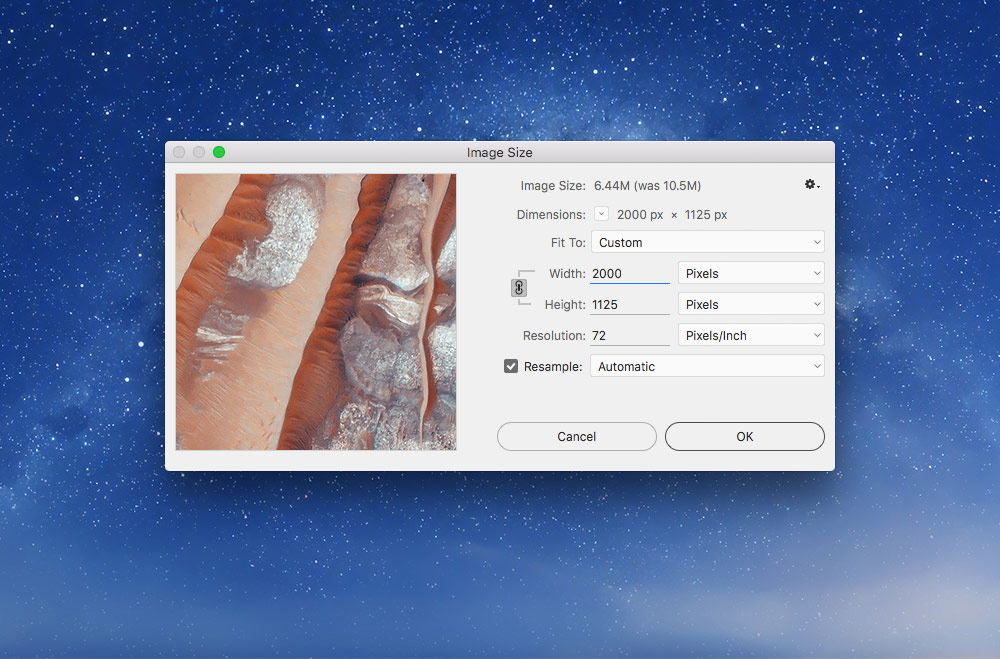 Image Size
Image Size: 6.44M (was 10.5M)
Dimensions: 2000 px × 1125 px
Fit To: Custom
Width: 2000 Pixels
Height: 1125 Pixels
Resolution: 72 Pixels/Inch
Resample: Automatic
Cancel OK